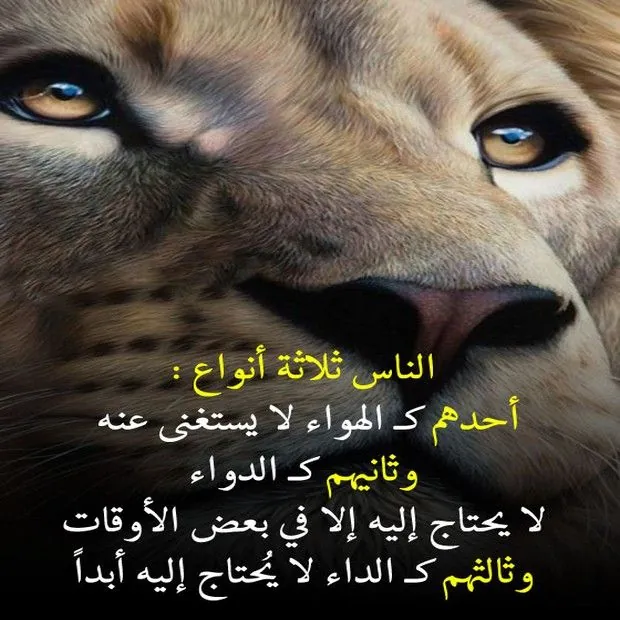 الناس ثلاثة أنواع :
أحدهم كـ الهواء لا يستغنى عنه
وثانيهم كـ الدواء
لا يحتاج إليه إلا في بعض الأوقات
وثالثهم كـ الداء لا يُحتاج إليه أبداً